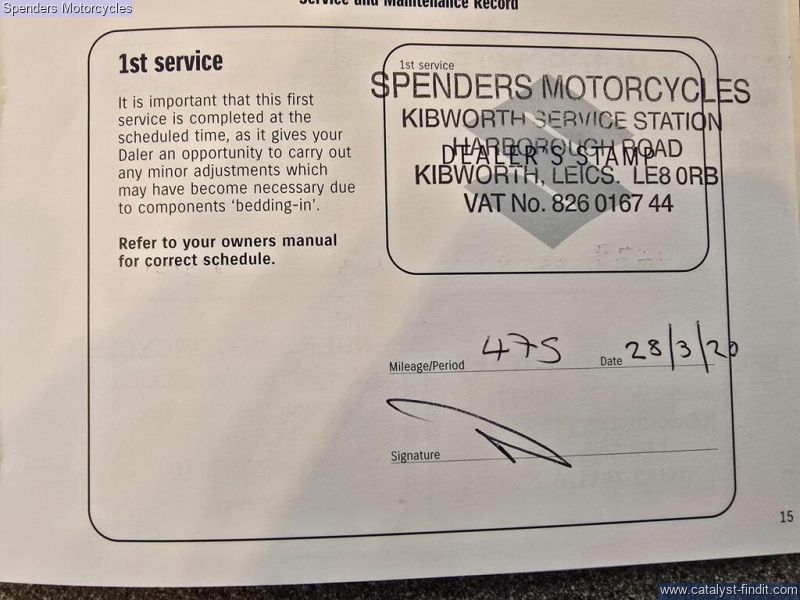 Spenders Motorcycles
Service and Maintenance Record
1st service
It is important that this first
service is completed at the
scheduled time, as it gives your
Daler an opportunity to carry out
any minor adjustments which
may have become necessary due
to components ‘bedding-in’.
Refer to your owners manual
for correct schedule.
1st service
SPENDERS MOTORCYCLES
KIBWORTH SERVICE STATION
HARBOROUGH ROAD
DEALER'S STAMP
KIBWORTH, LEICS. LE8 0RB
VAT No. 826 0167 44
Mileage/Period 475 Date 28/3/20
Signature
15
www.catalyst-findit.com